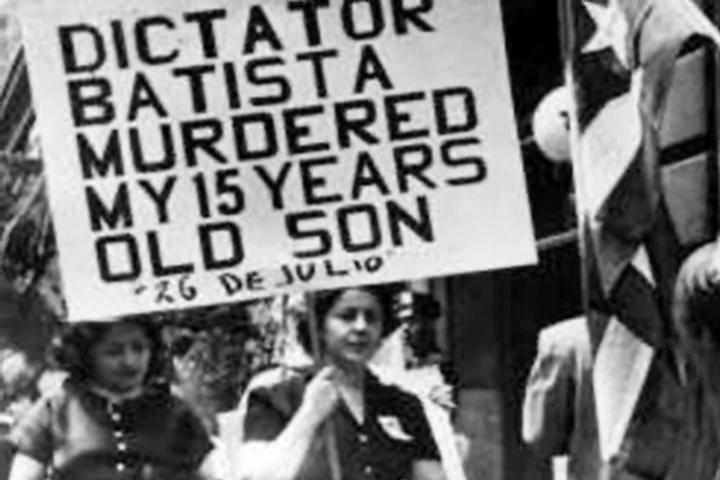 DICTATOR
BATISTA
MURDERED
MY 15 YEARS
OLD SON
"26 DE JULIO"